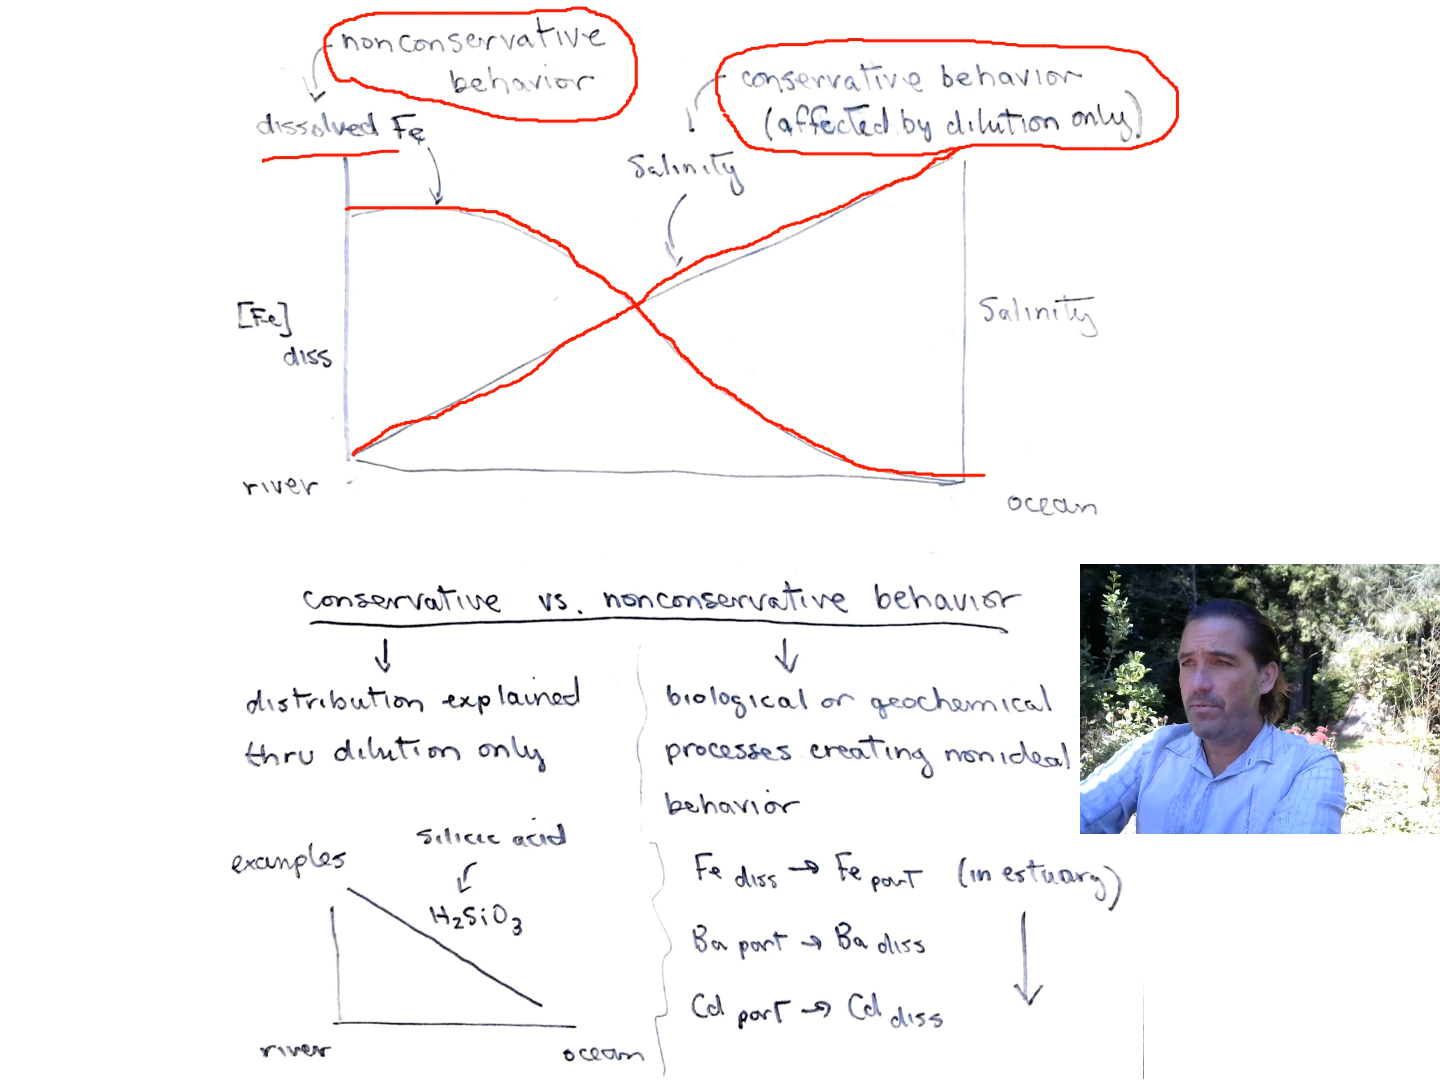 nonconservative
behavior
conservative behavior
(affected by dilution only)
dissolved Fe
Salinity
[Fe]
diss
Salinity
river
ocean
conservative vs. nonconservative behavior
distribution explained
thru dilution only
biological or geochemical
processes creating nonideal
behavior
examples
silicic acid
H₂SiO₃
river
ocean
Fe diss → Fe part (in estuary)
Ba part → Ba diss
Cd part → Cd diss